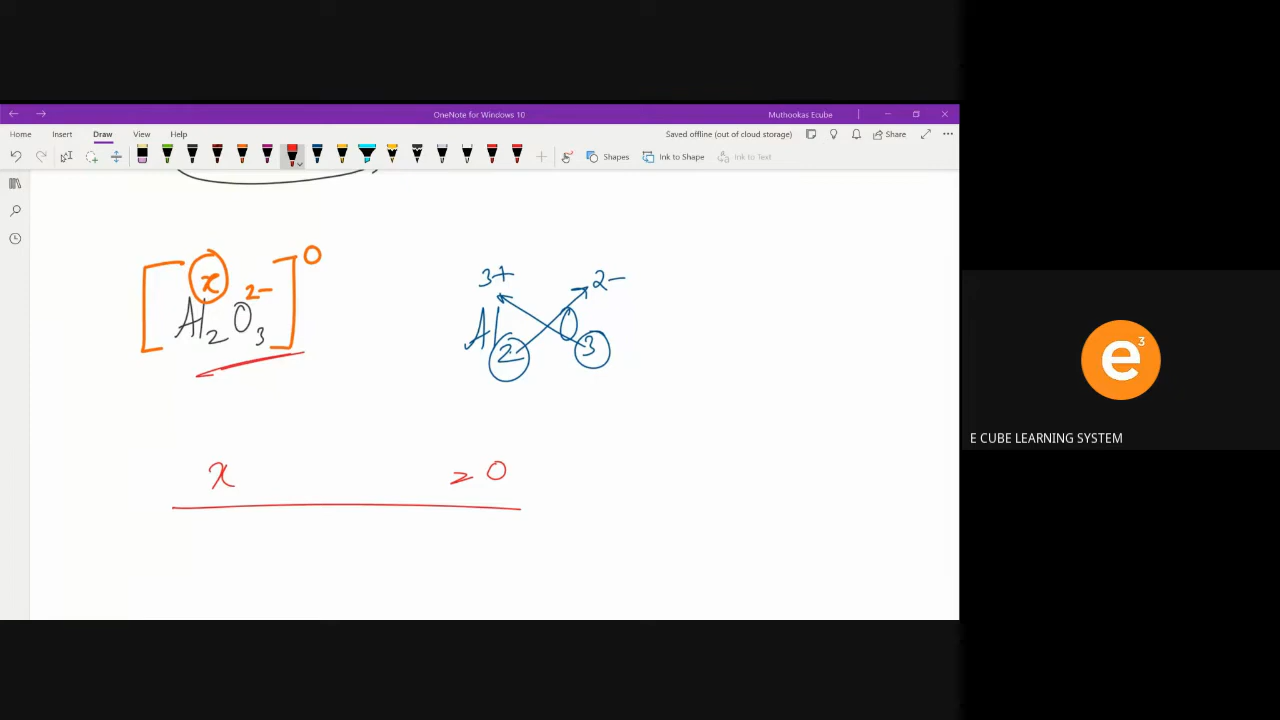 OneNote for Windows 10
Muthookas Ecube
Home Insert Draw View Help
Saved offline (out of cloud storage)
Share
Shapes
Ink to Shape
Ink to Text
[Al₂O₃]⁰
x 2-
3+ 2-
Al O
2 3
x = 0
e³
E CUBE LEARNING SYSTEM